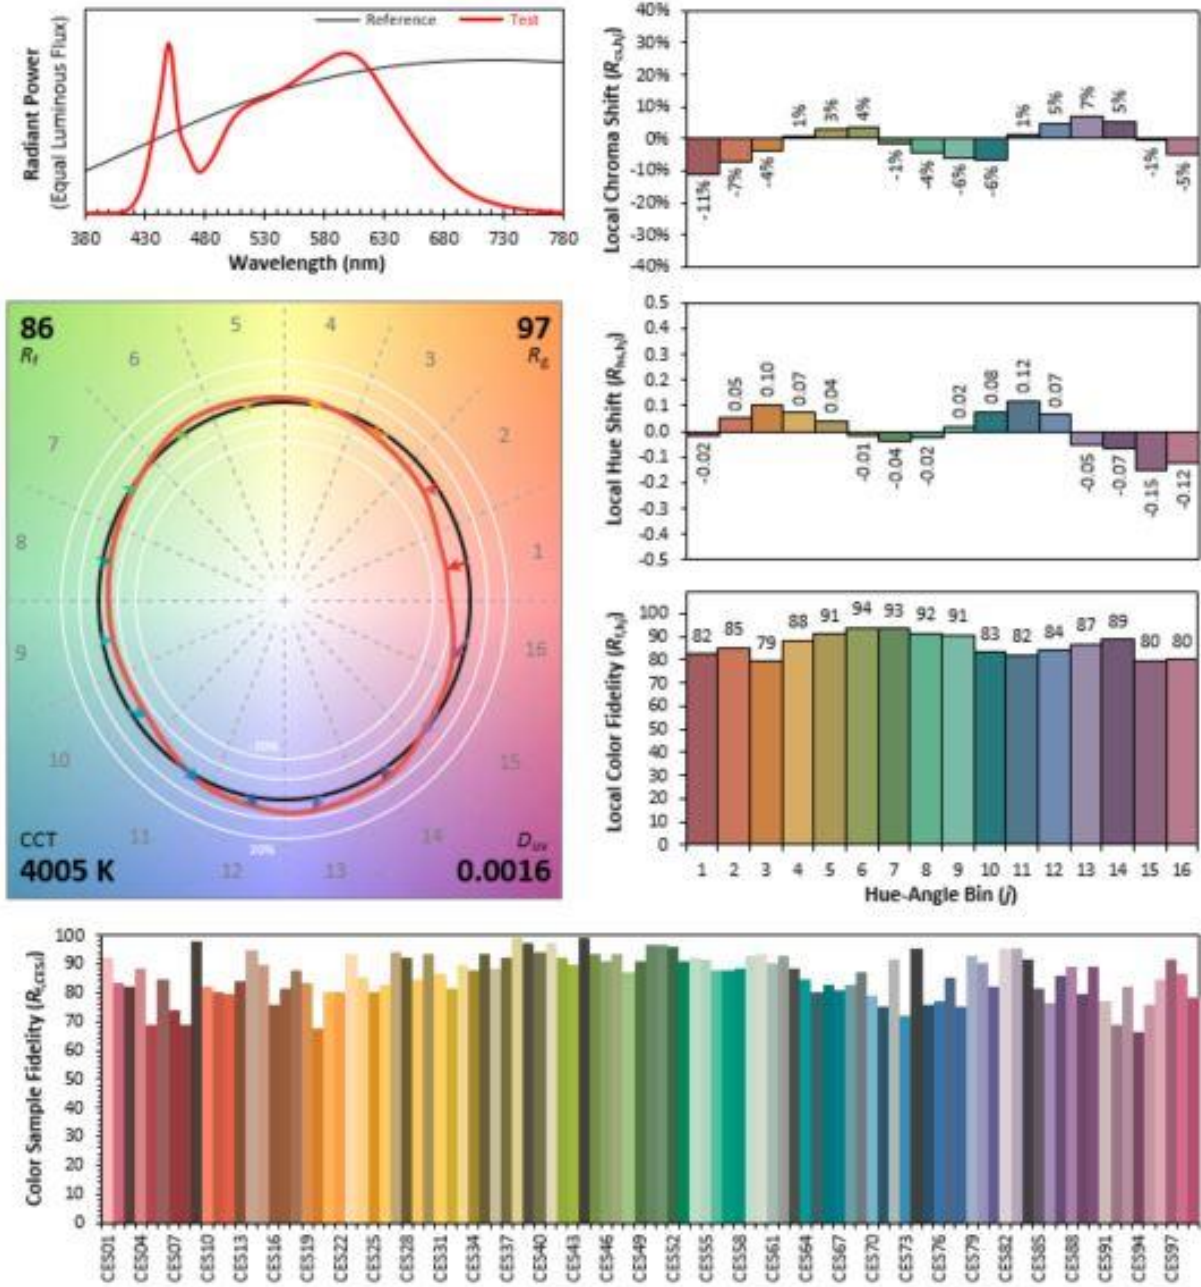 Reference
Test
Radiant Power
(Equal Luminous Flux)
380 430 480 530 580 630 680 730 780
Wavelength (nm)
Local Chroma Shift (Rcs,hj)
40%
30%
20%
10%
0%
-10%
-20%
-30%
-40%
-11% -7% -4% 1% 3% 4% -1% -4% -6% -6% 1% 5% 7% 5% -1% -5%
86
Rf
97
Rg
5 4
6 3
7 2
8 1
9 16
10 15
11 14
12 13
20%
CCT
4005 K
Duv
0.0016
Local Hue Shift (Rhs,hj)
0.5
0.4
0.3
0.2
0.1
0.0
-0.1
-0.2
-0.3
-0.4
-0.5
-0.02 0.05 0.10 0.07 0.04 -0.01 -0.04 -0.02 0.02 0.08 0.12 0.07 -0.05 -0.07 -0.15 -0.12
Local Color Fidelity (Rf,hj)
100
90
80
70
60
50
40
30
20
10
0
82 85 79 88 91 94 93 92 91 83 82 84 87 89 80 80
1 2 3 4 5 6 7 8 9 10 11 12 13 14 15 16
Hue-Angle Bin (j)
Color Sample Fidelity (Rf,CESi)
100
90
80
70
60
50
40
30
20
10
0
CES01 CES04 CES07 CES10 CES13 CES16 CES19 CES22 CES25 CES28 CES31 CES34 CES37 CES40 CES43 CES46 CES49 CES52 CES55 CES58 CES61 CES64 CES67 CES70 CES73 CES76 CES79 CES82 CES85 CES88 CES91 CES94 CES97